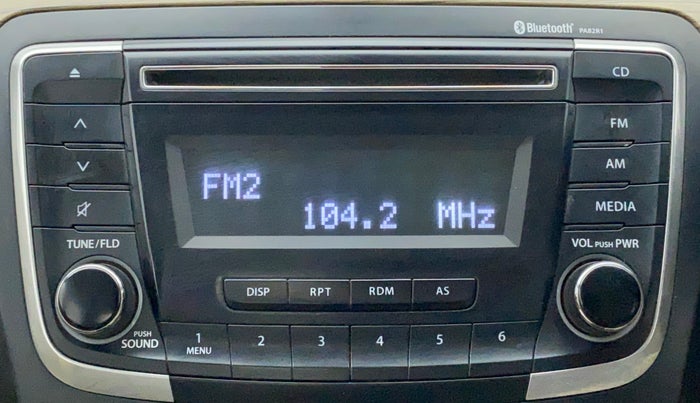 Bluetooth® PA82R1
CD
FM
AM
MEDIA
FM2
104.2 MHz
TUNE/FLD
VOL PUSH PWR
DISP RPT RDM AS
PUSH
SOUND
1 2 3 4 5 6
MENU